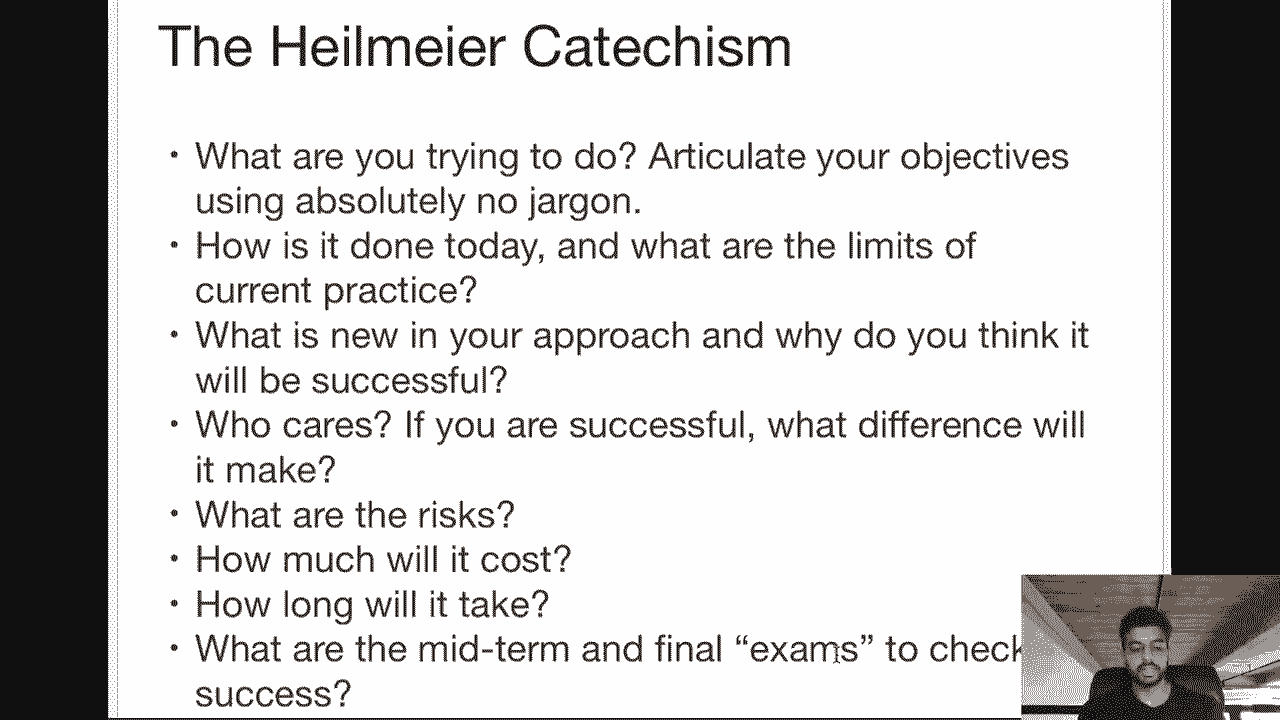 The Heilmeier Catechism
• What are you trying to do? Articulate your objectives
using absolutely no jargon.
• How is it done today, and what are the limits of
current practice?
• What is new in your approach and why do you think it
will be successful?
• Who cares? If you are successful, what difference will
it make?
• What are the risks?
• How much will it cost?
• How long will it take?
• What are the mid-term and final “exams” to check
success?